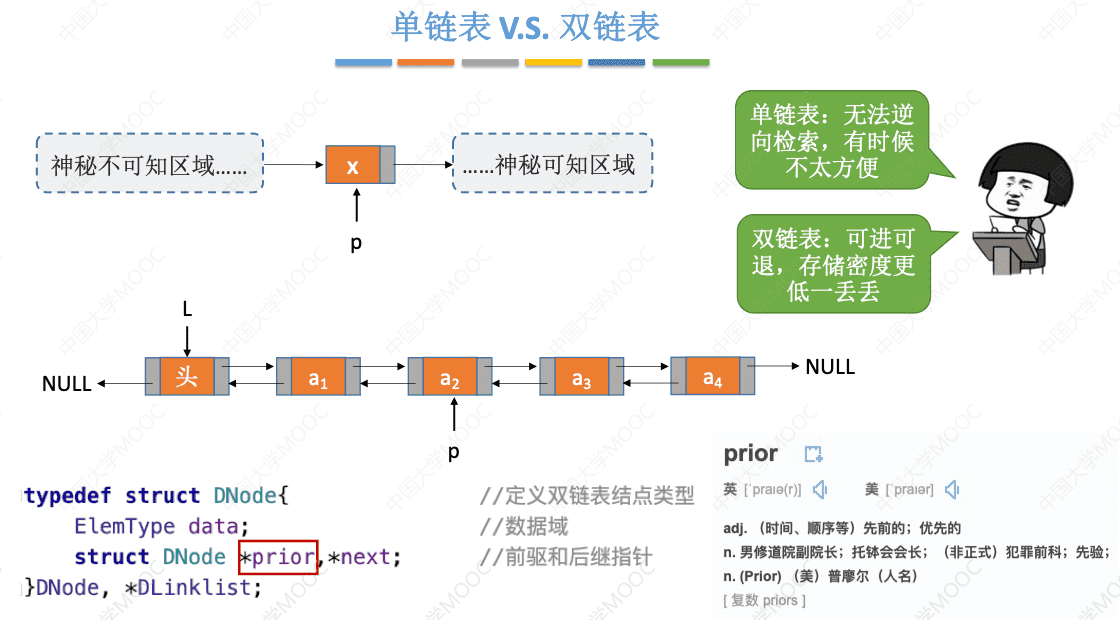 单链表 V.S. 双链表
神秘不可知区域……
x
……神秘可知区域
p
单链表：无法逆
向检索，有时候
不太方便
双链表：可进可
退，存储密度更
低一丢丢
L
NULL
头
a1
a2
a3
a4
NULL
p
typedef struct DNode{ //定义双链表结点类型
ElemType data; //数据域
struct DNode *prior,*next; //前驱和后继指针
}DNode, *DLinklist;
prior
英 [ˈpraɪə(r)] 美 [ˈpraɪər]
adj. （时间、顺序等）先前的；优先的
n. 男修道院副院长；托钵会会长；（非正式）犯罪前科；先验；
n. (Prior) （美）普廖尔（人名）
[ 复数 priors ]
中国大学MOOC